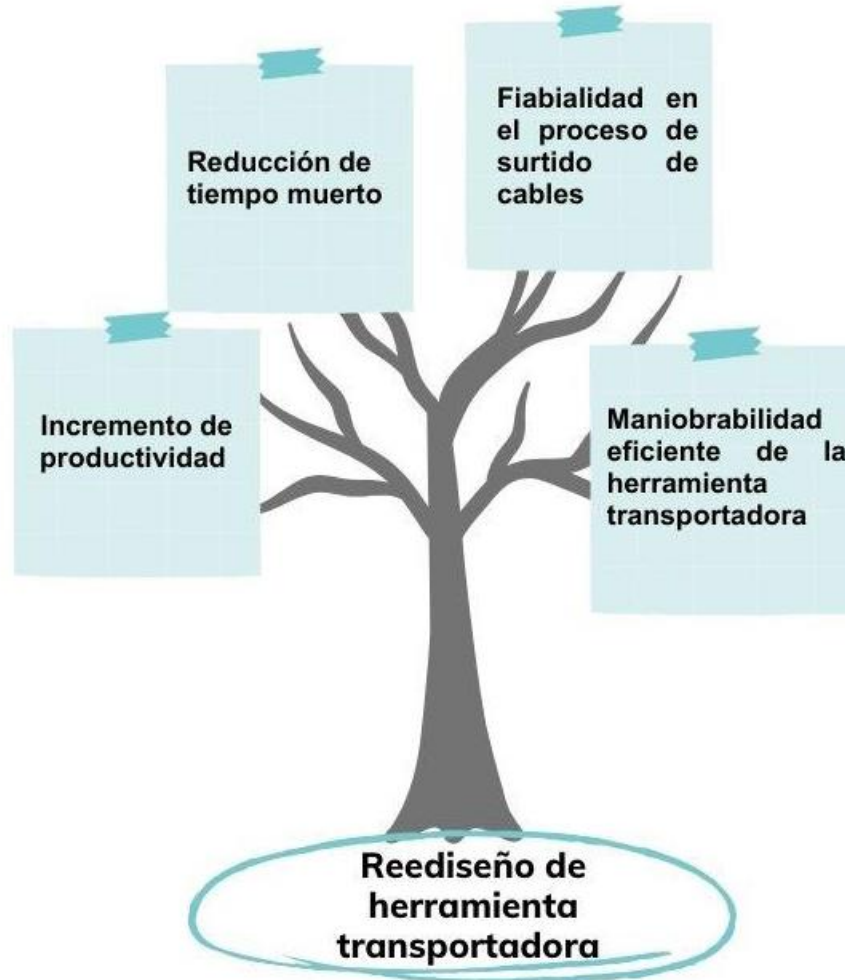 Reducción de
tiempo muerto
Fiabialidad en
el proceso de
surtido de
cables
Incremento de
productividad
Maniobrabilidad
eficiente de la
herramienta
transportadora
Reediseño de
herramienta
transportadora